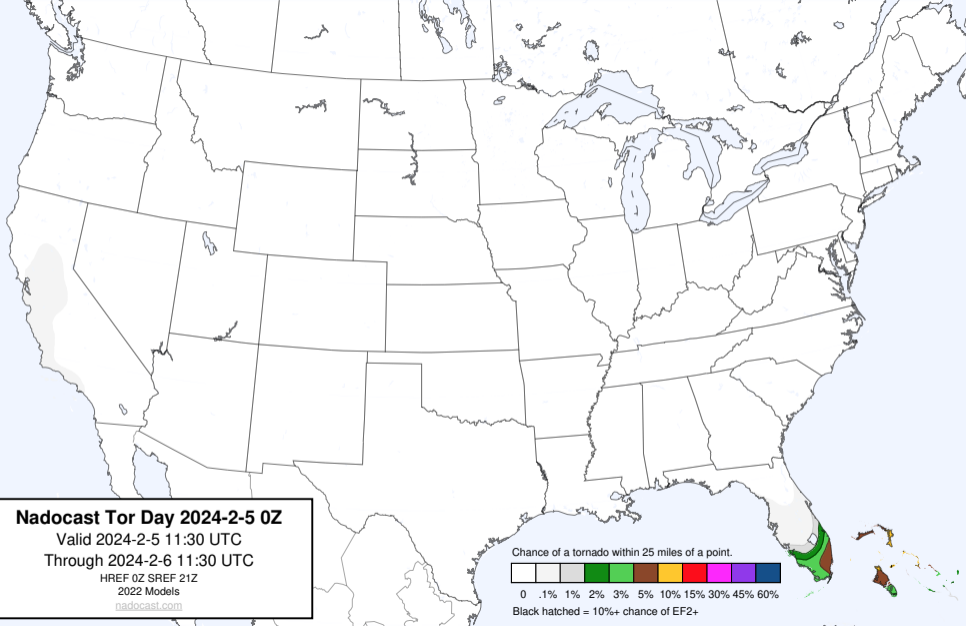 Nadocast Tor Day 2024-2-5 0Z
Valid 2024-2-5 11:30 UTC
Through 2024-2-6 11:30 UTC
HREF 0Z SREF 21Z
2022 Models
nadocast.com
Chance of a tornado within 25 miles of a point.
0 .1% 1% 2% 3% 5% 10% 15% 30% 45% 60%
Black hatched = 10%+ chance of EF2+